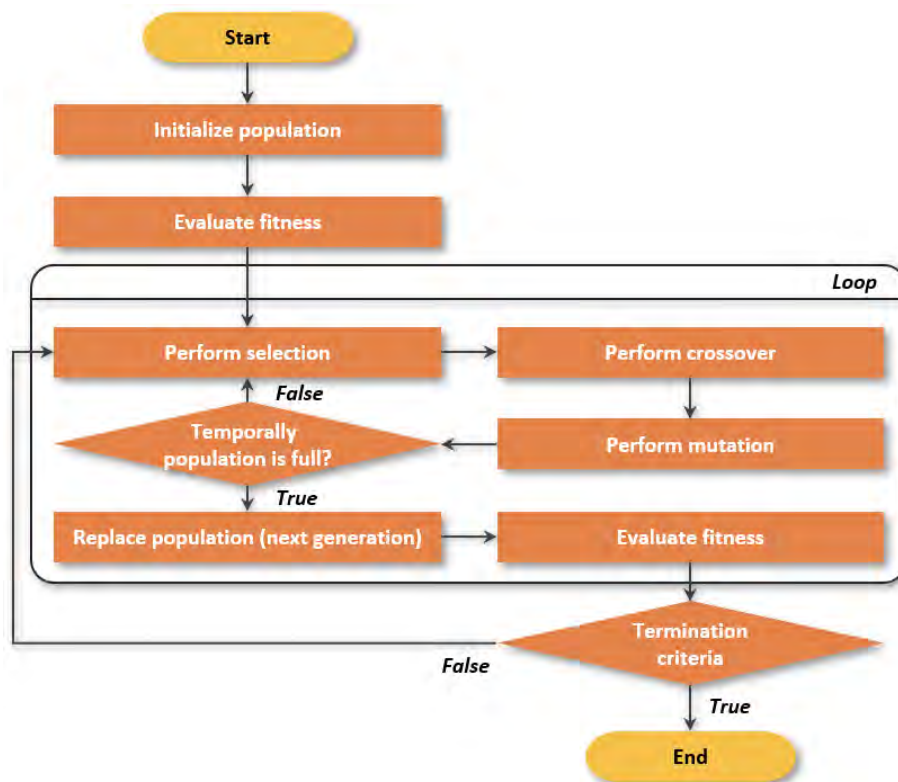 Start
Initialize population
Evaluate fitness
Loop
Perform selection
Perform crossover
False
Temporally
population is full?
Perform mutation
True
Replace population (next generation)
Evaluate fitness
Termination
criteria
False
True
End